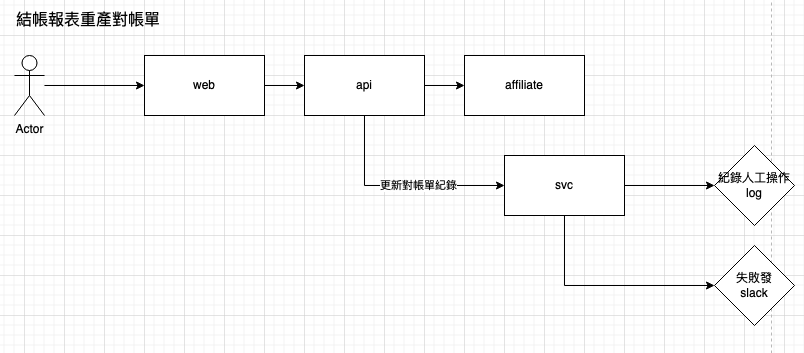 結帳報表重產對帳單
Actor
web
api
affiliate
更新對帳單紀錄
svc
紀錄人工操作
log
失敗發
slack